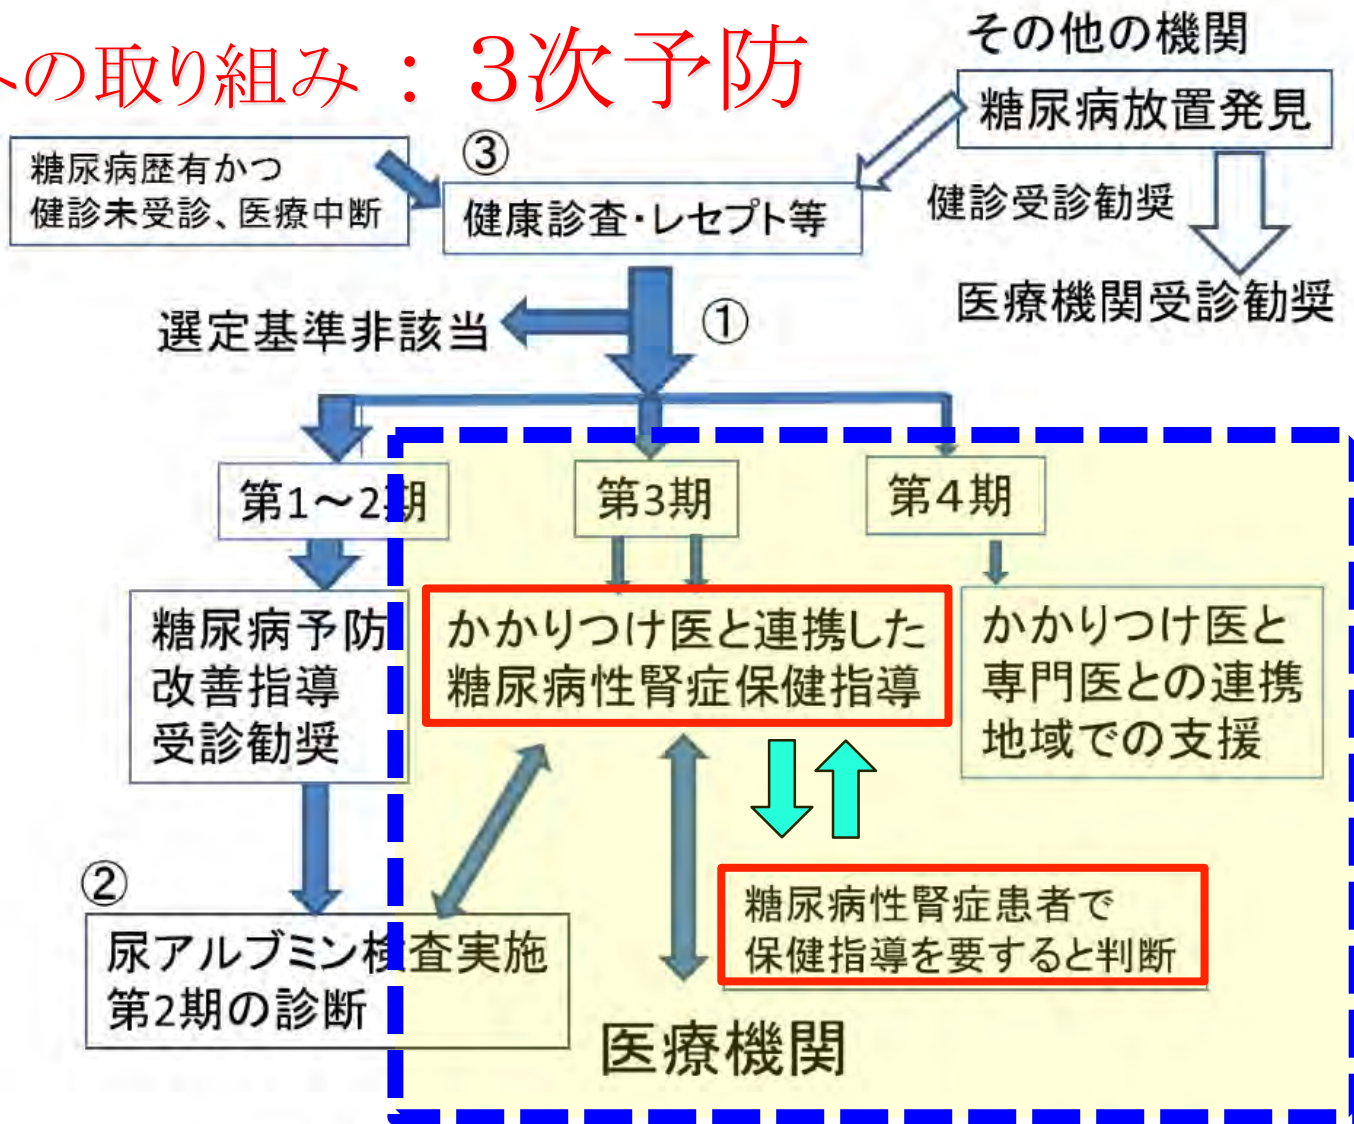 への取り組み：３次予防
その他の機関
糖尿病放置発見
糖尿病歴有かつ
健診未受診、医療中断
③
健康診査・レセプト等
健診受診勧奨
医療機関受診勧奨
選定基準非該当
①
第1～2期
第3期
第４期
糖尿病予防
改善指導
受診勧奨
かかりつけ医と連携した
糖尿病性腎症保健指導
かかりつけ医と
専門医との連携
地域での支援
②
尿アルブミン検査実施
第2期の診断
糖尿病性腎症患者で
保健指導を要すると判断
医療機関